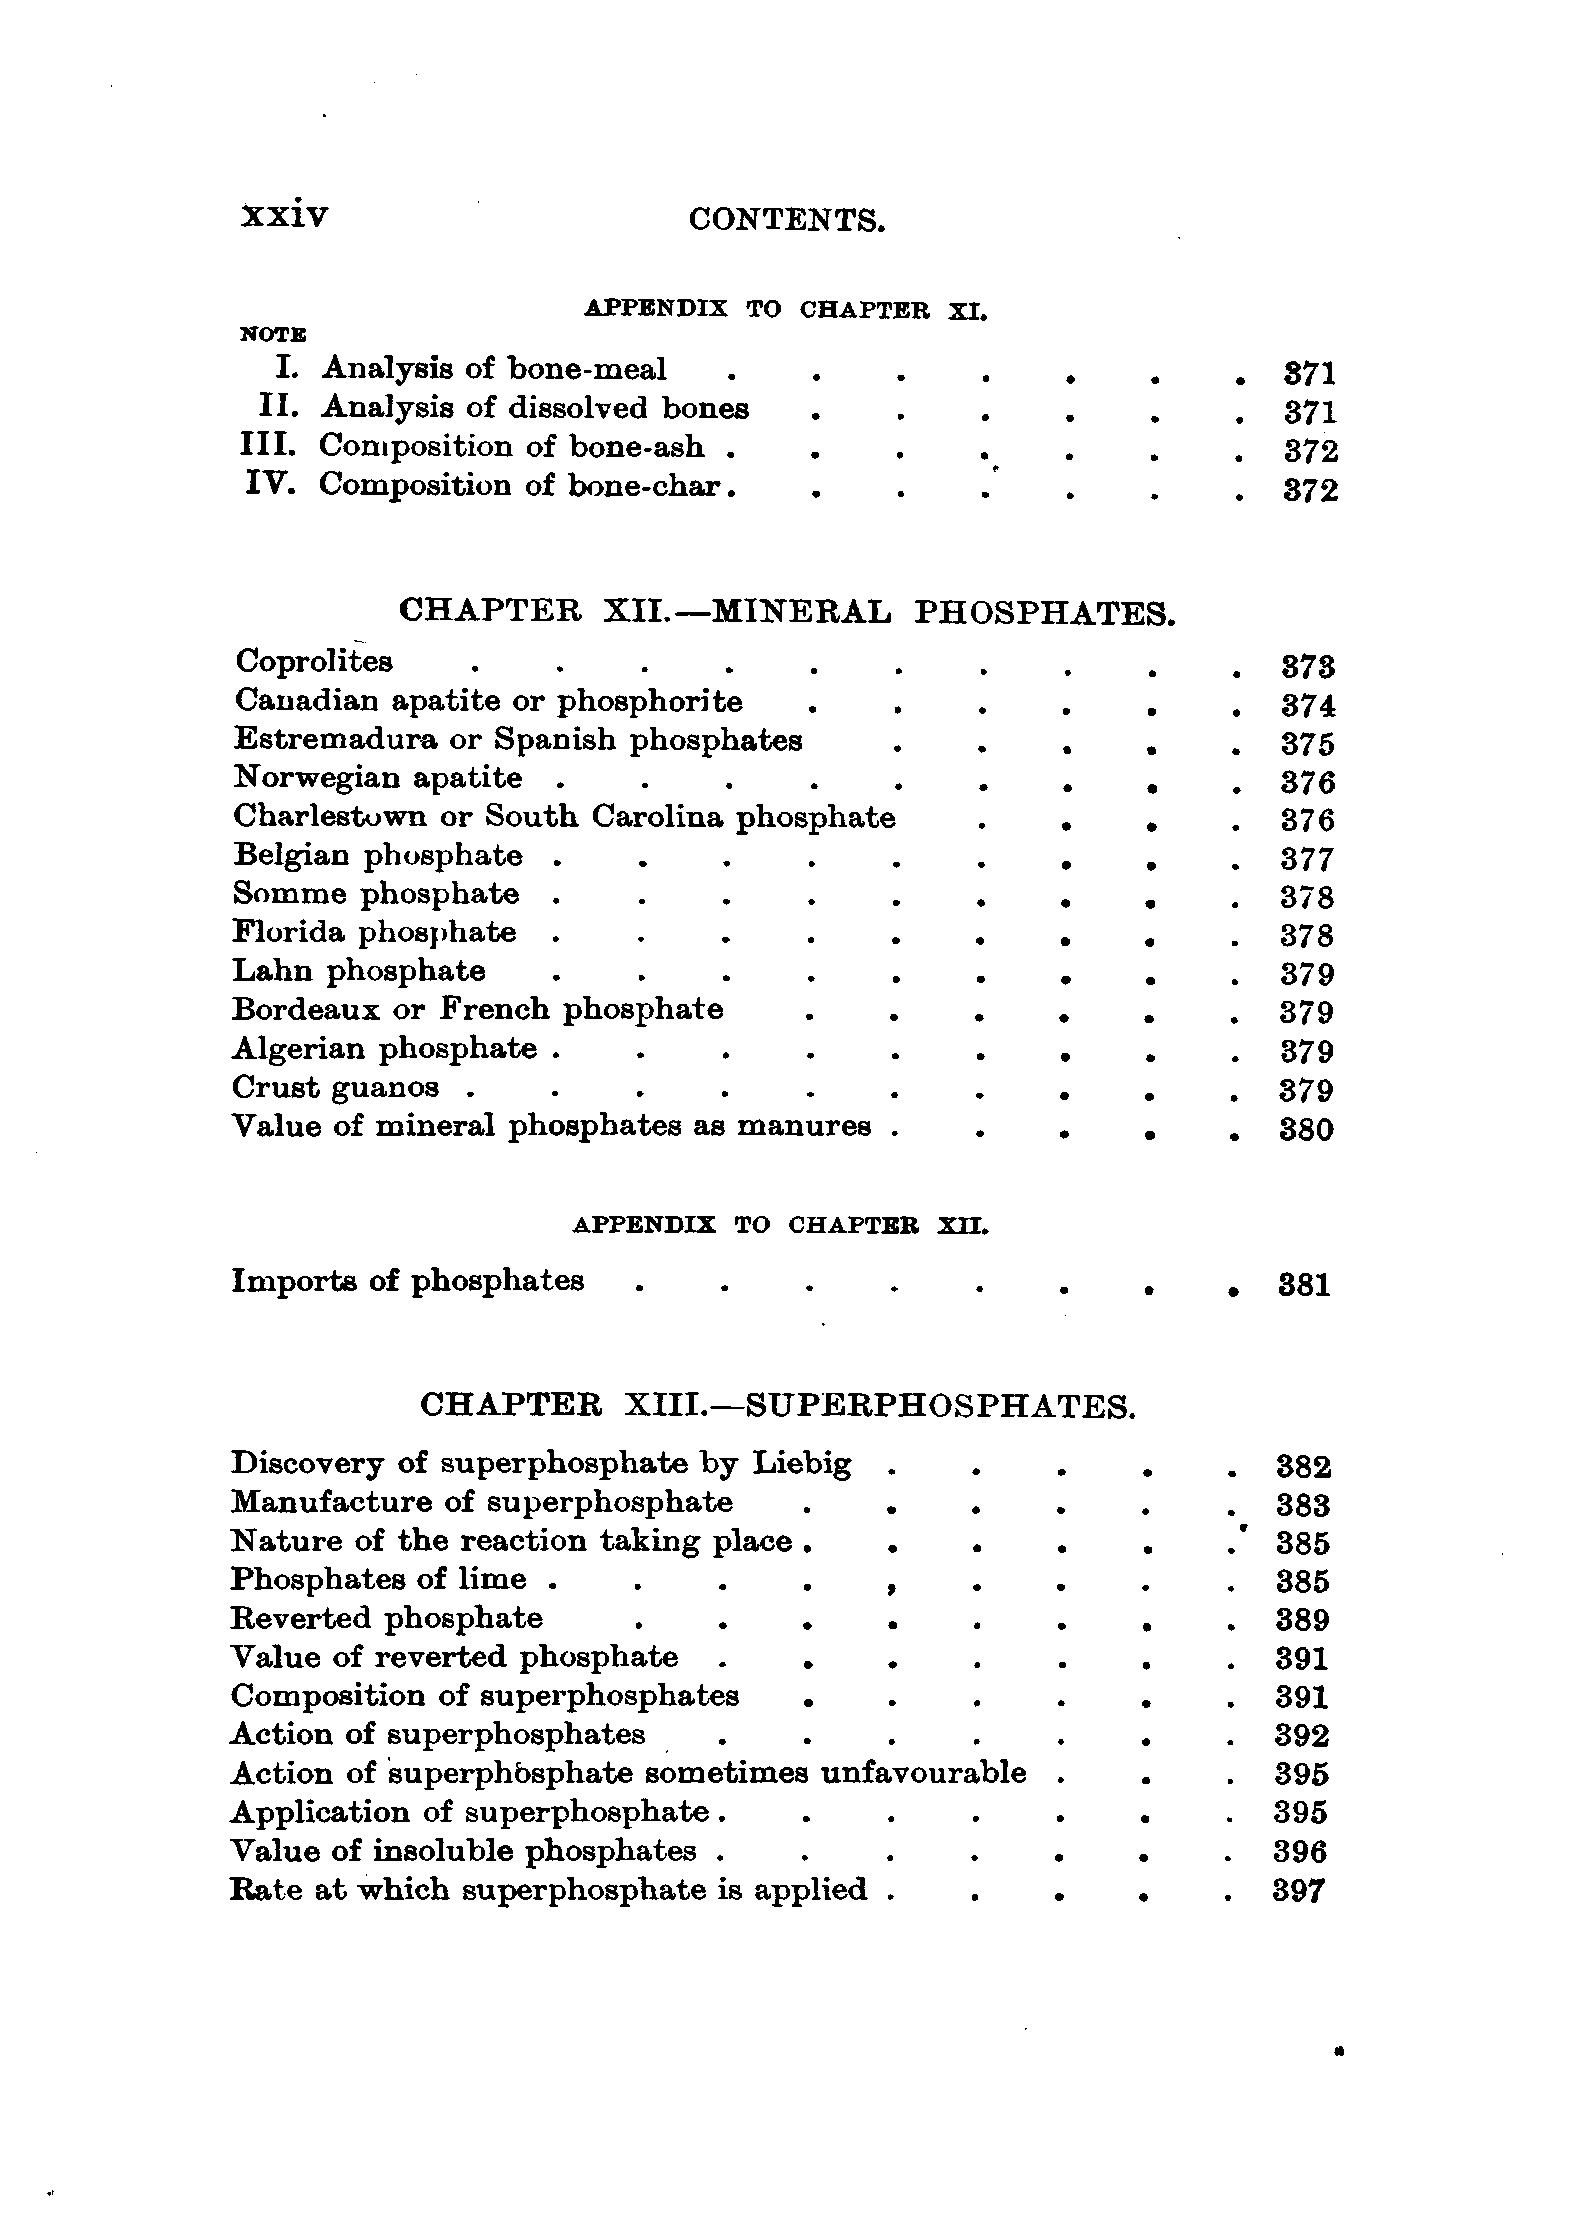 xxiv CONTENTS.
APPENDIX TO CHAPTER XI.
NOTE
I. Analysis of bone-meal . . . . . . . 371
II. Analysis of dissolved bones . . . . . . 371
III. Composition of bone-ash . . . . . . . 372
IV. Composition of bone-char . . . . . . . 372
CHAPTER XII.—MINERAL PHOSPHATES.
Coprolites . . . . . . . . . . 373
Canadian apatite or phosphorite . . . . . . 374
Estremadura or Spanish phosphates . . . . . 375
Norwegian apatite . . . . . . . . . 376
Charlestown or South Carolina phosphate . . . . 376
Belgian phosphate . . . . . . . . . 377
Somme phosphate . . . . . . . . . 378
Florida phosphate . . . . . . . . . 378
Lahn phosphate . . . . . . . . . 379
Bordeaux or French phosphate . . . . . . 379
Algerian phosphate . . . . . . . . . 379
Crust guanos . . . . . . . . . . 379
Value of mineral phosphates as manures . . . . . 380
APPENDIX TO CHAPTER XII.
Imports of phosphates . . . . . . . . 381
CHAPTER XIII.—SUPERPHOSPHATES.
Discovery of superphosphate by Liebig . . . . . 382
Manufacture of superphosphate . . . . . . 383
Nature of the reaction taking place . . . . . . 385
Phosphates of lime . . . . , . . . . 385
Reverted phosphate . . . . . . . . 389
Value of reverted phosphate . . . . . . . 391
Composition of superphosphates . . . . . . 391
Action of superphosphates . . . . . . . 392
Action of superphosphate sometimes unfavourable . . . 395
Application of superphosphate . . . . . . . 395
Value of insoluble phosphates . . . . . . . 396
Rate at which superphosphate is applied . . . . . 397